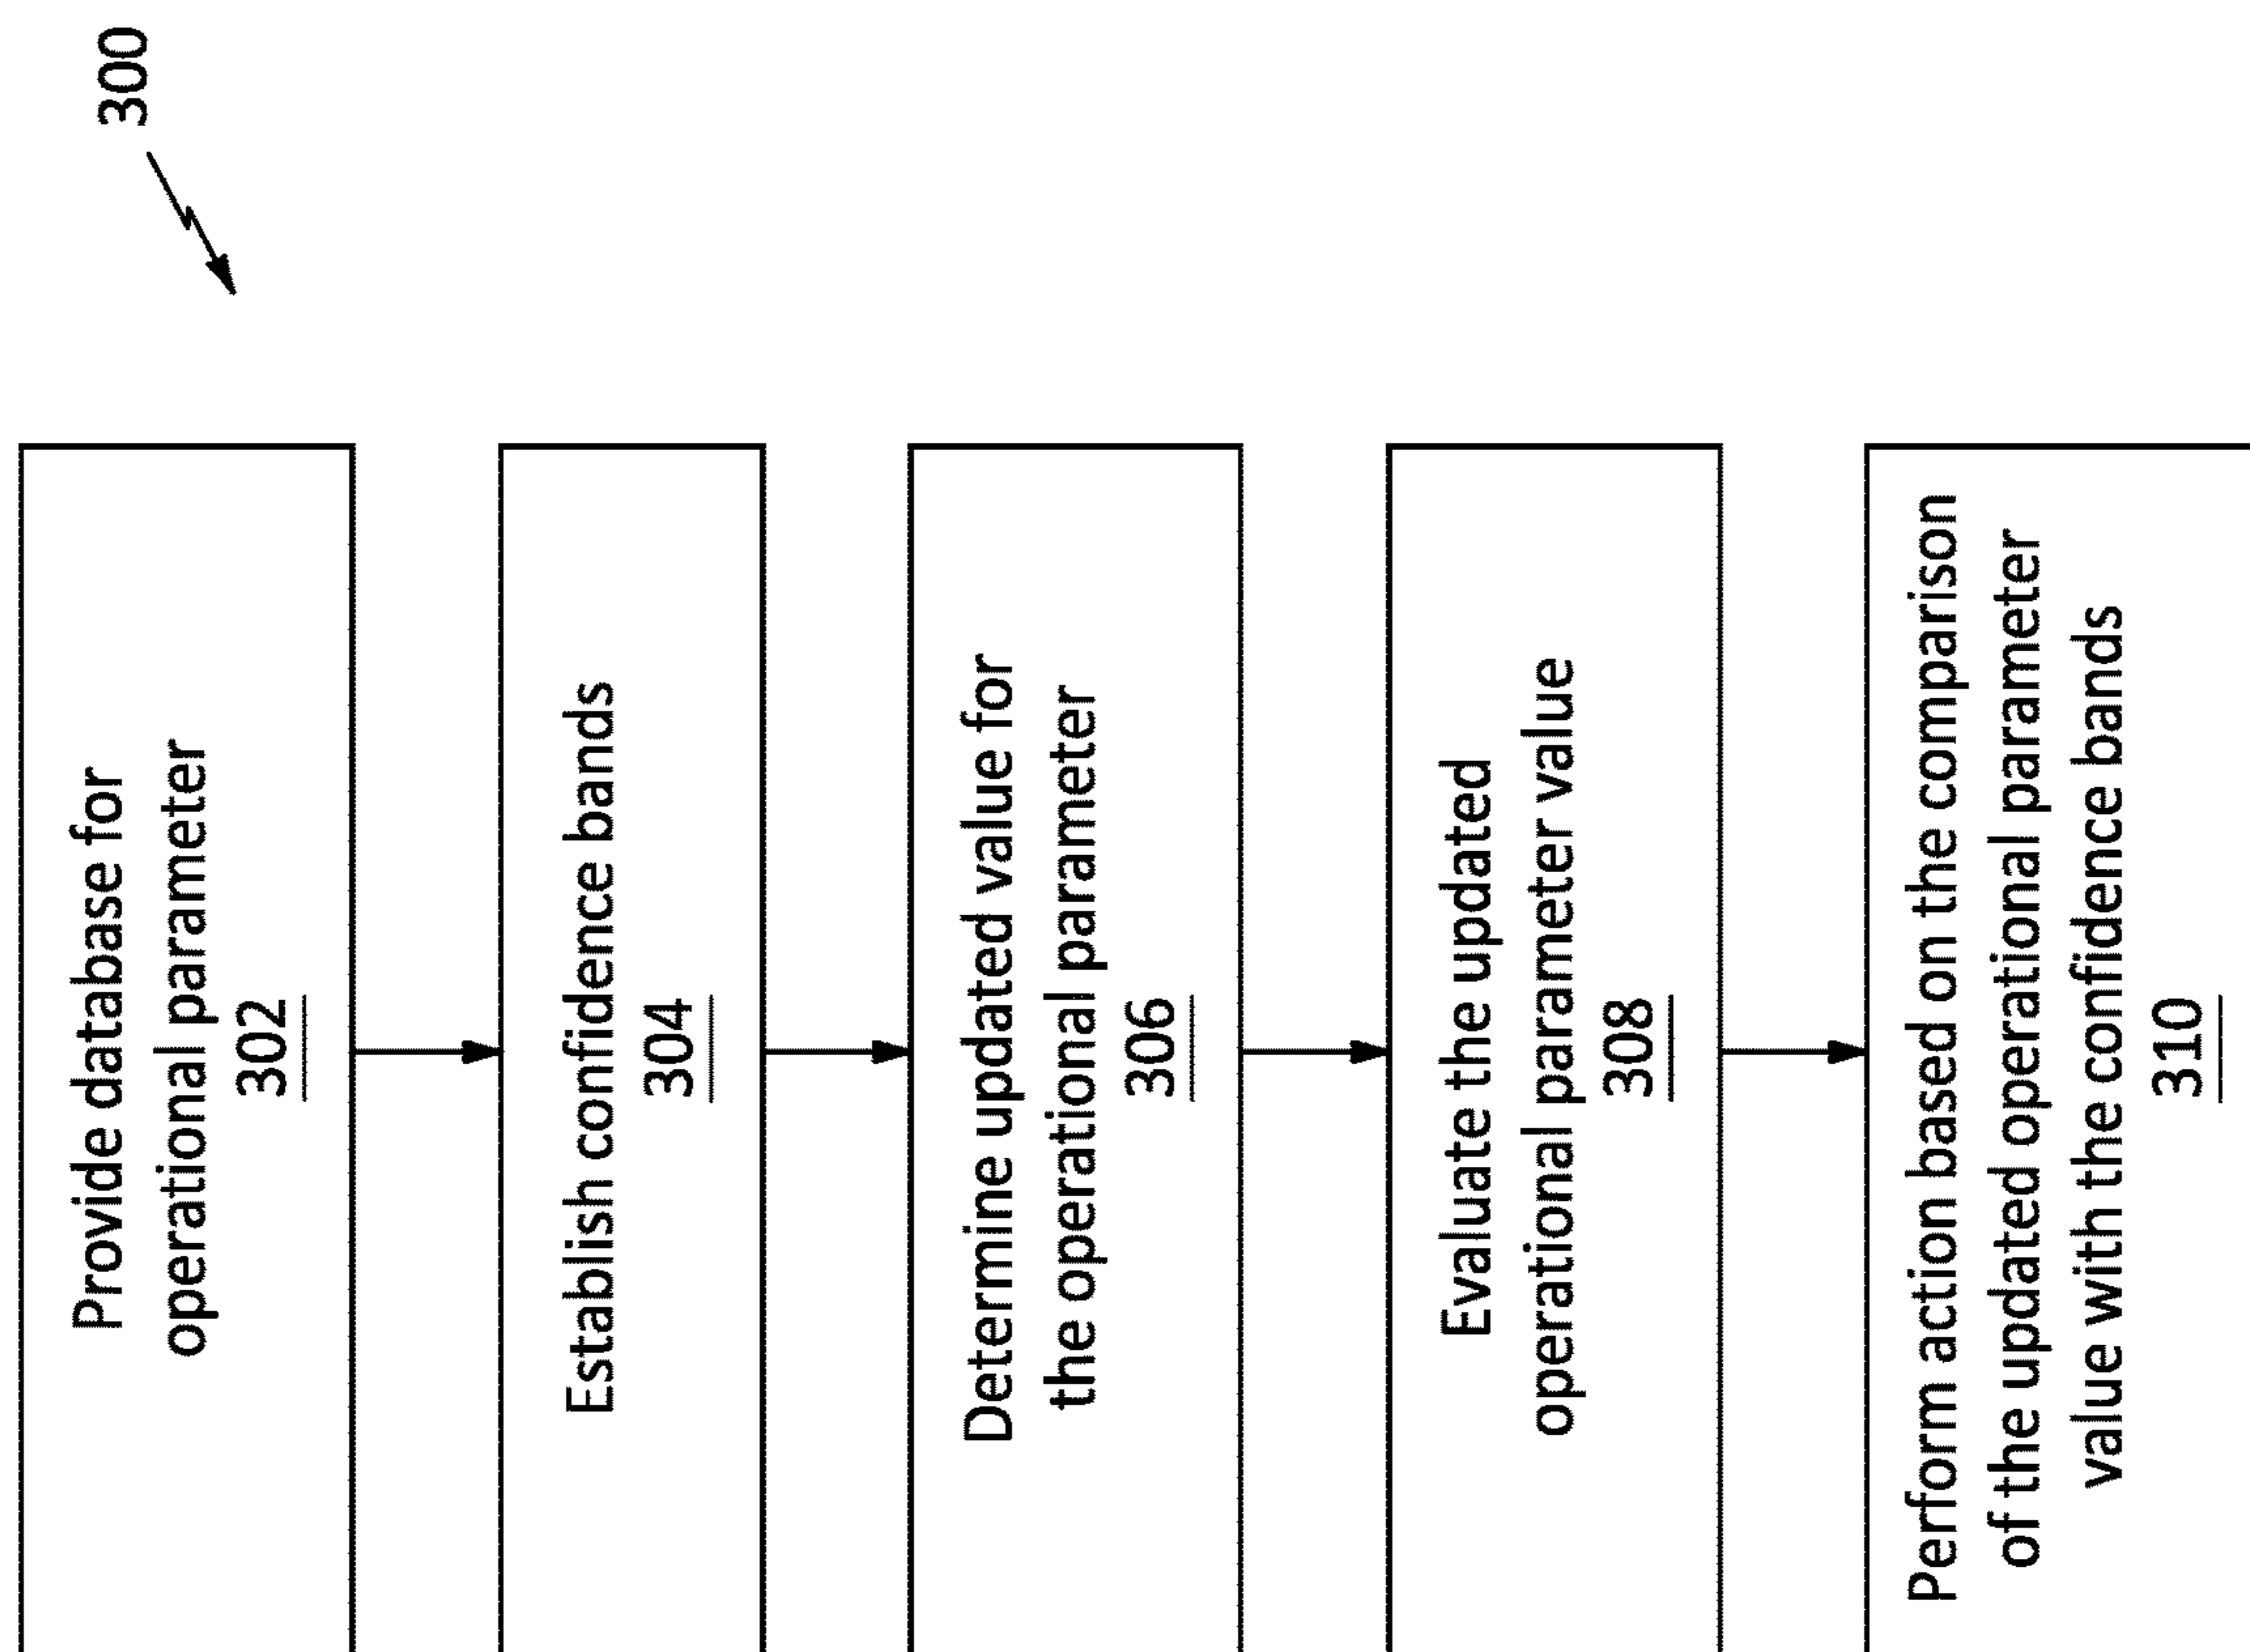 300
Provide database for
operational parameter
302
Establish confidence bands
304
Determine updated value for
the operational parameter
306
Evaluate the updated
operational parameter value
308
Perform action based on the comparison
of the updated operational parameter
value with the confidence bands
310